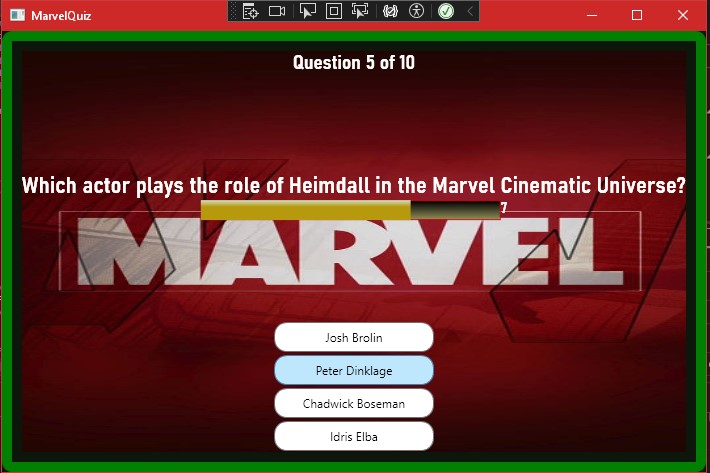 MarvelQuiz
Question 5 of 10
Which actor plays the role of Heimdall in the Marvel Cinematic Universe?
7
MARVEL
Josh Brolin
Peter Dinklage
Chadwick Boseman
Idris Elba